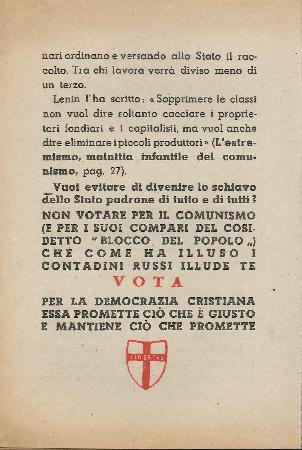 nari ordinano e versando allo Stato il rac-
colto. Tra chi lavora verrà diviso meno di
un terzo.
Lenin l'ha scritto: «Sopprimere le classi
non vuol dire soltanto cacciare i proprie-
tari fondiari e i capitalisti, ma vuol anche
dire eliminare i piccoli produttori» (L'estre-
mismo, malattia infantile del comu-
nismo, pag. 27).
Vuoi evitare di divenire lo schiavo
dello Stato padrone di tutto e di tutti?
NON VOTARE PER IL COMUNISMO
(E PER I SUOI COMPARI DEL COSI-
DETTO "BLOCCO DEL POPOLO„)
CHE COME HA ILLUSO I
CONTADINI RUSSI ILLUDE TE
VOTA
PER LA DEMOCRAZIA CRISTIANA
ESSA PROMETTE CIÒ CHE È GIUSTO
E MANTIENE CIÒ CHE PROMETTE
LIBERTAS